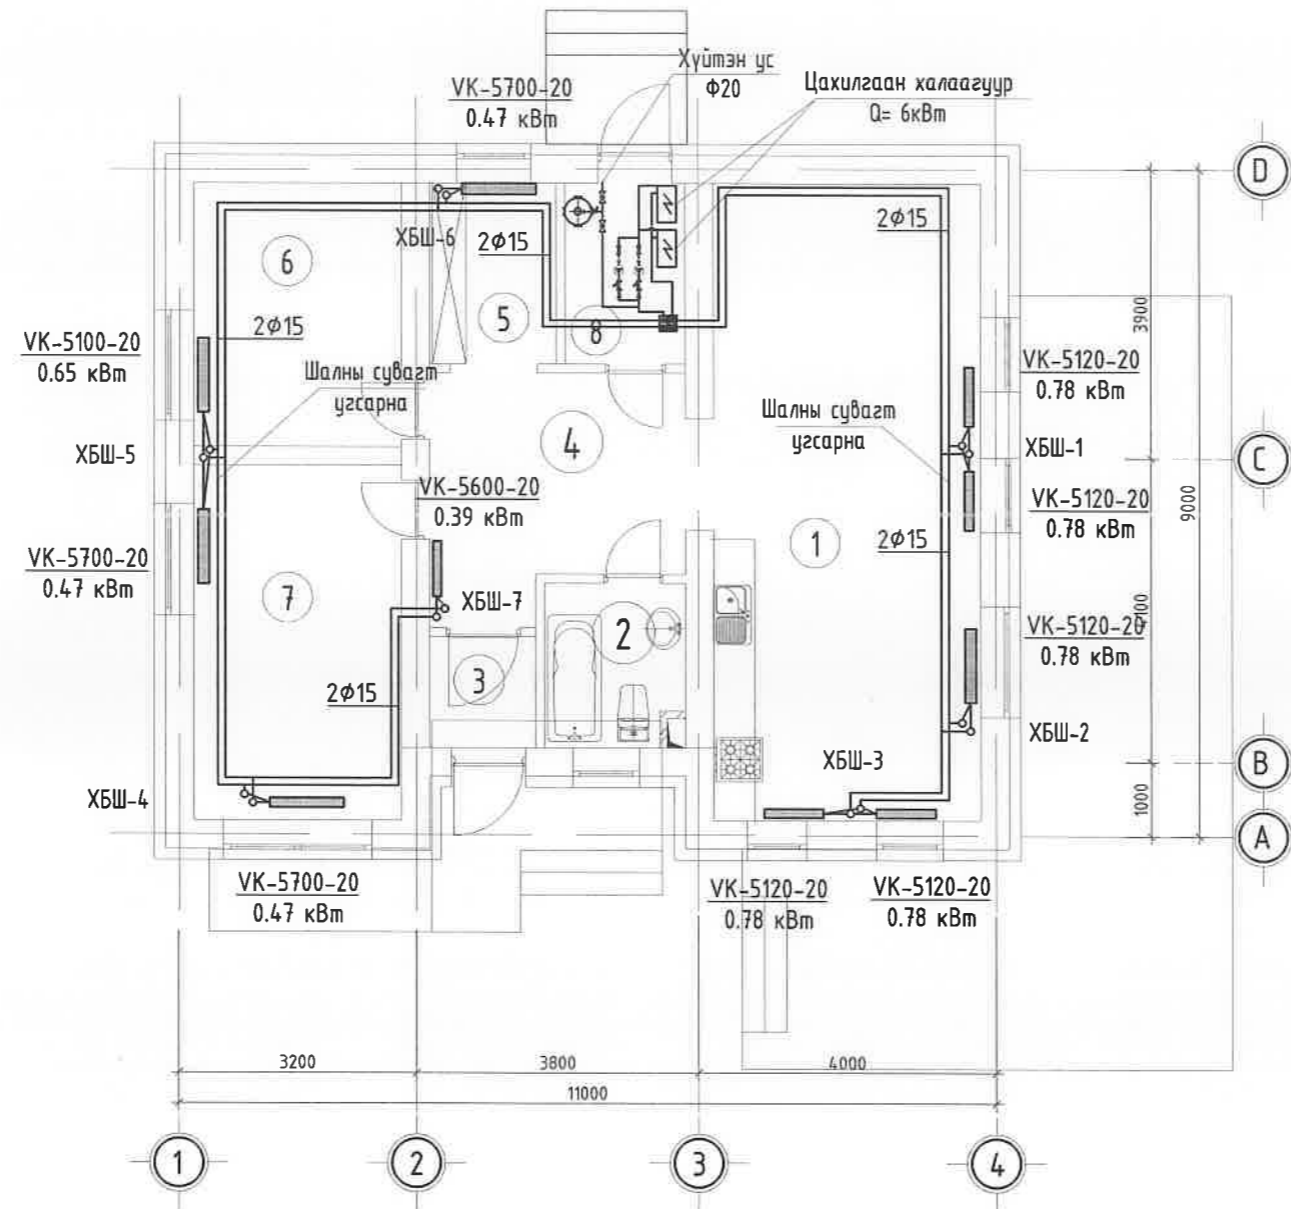 Хүйтэн ус
Ф20
VK-5700-20
0.47 кВт
Цахилгаан халаагуур
Q= 6кВт
D
ХБШ-6
2ϕ15
2ϕ15
6
5
8
2ϕ15
3900
VK-5100-20
0.65 кВт
Шалны сувагт
угсарна
VK-5120-20
0.78 кВт
Шалны сувагт
угсарна
4
ХБШ-5
ХБШ-1
C
VK-5600-20
0.39 кВт
VK-5120-20
0.78 кВт
9000
1
2ϕ15
VK-5700-20
0.47 кВт
7
ХБШ-7
2
VK-5120-20
0.78 кВт
3
2ϕ15
ХБШ-3
ХБШ-2
B
ХБШ-4
1000
A
VK-5700-20
0.47 кВт
VK-5120-20
0.78 кВт
VK-5120-20
0.78 кВт
3200
3800
4000
11000
1
2
3
4